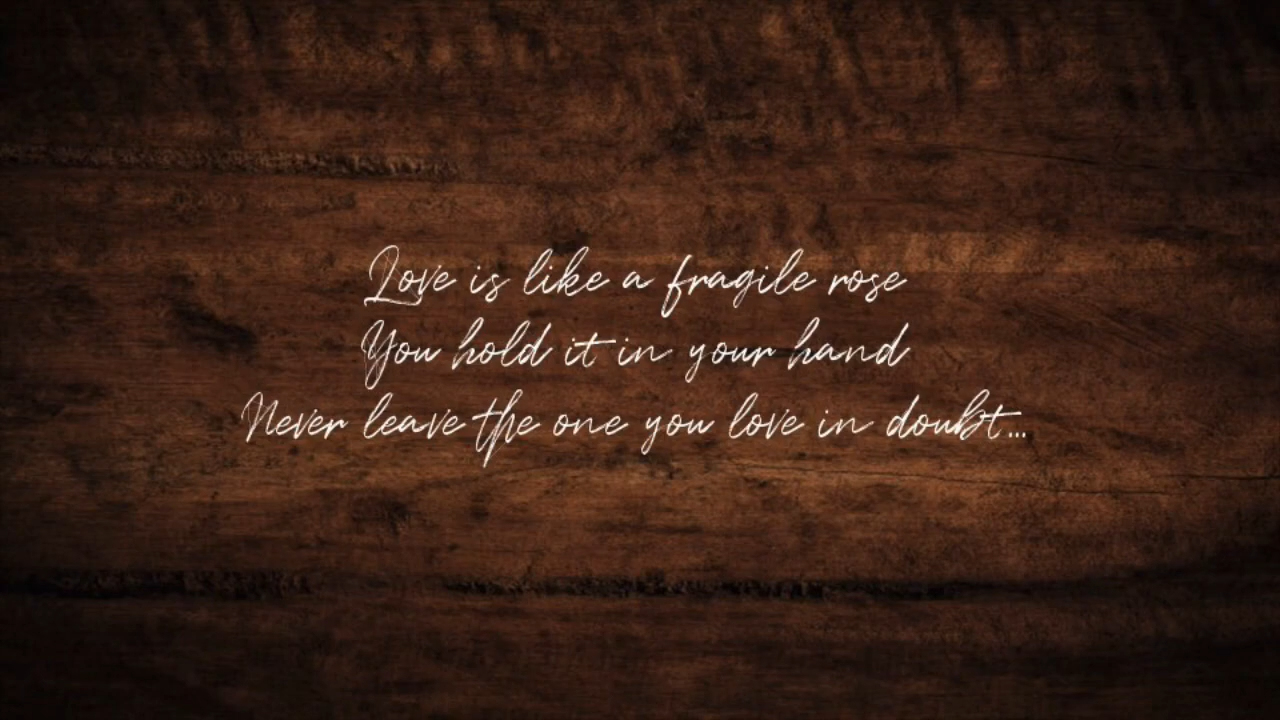 Love is like a fragile rose
You hold it in your hand
Never leave the one you love in doubt...